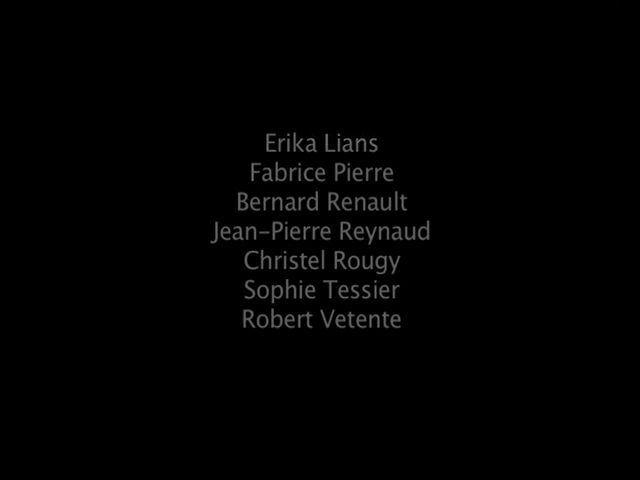 Erika Lians
Fabrice Pierre
Bernard Renault
Jean-Pierre Reynaud
Christel Rougy
Sophie Tessier
Robert Vetente